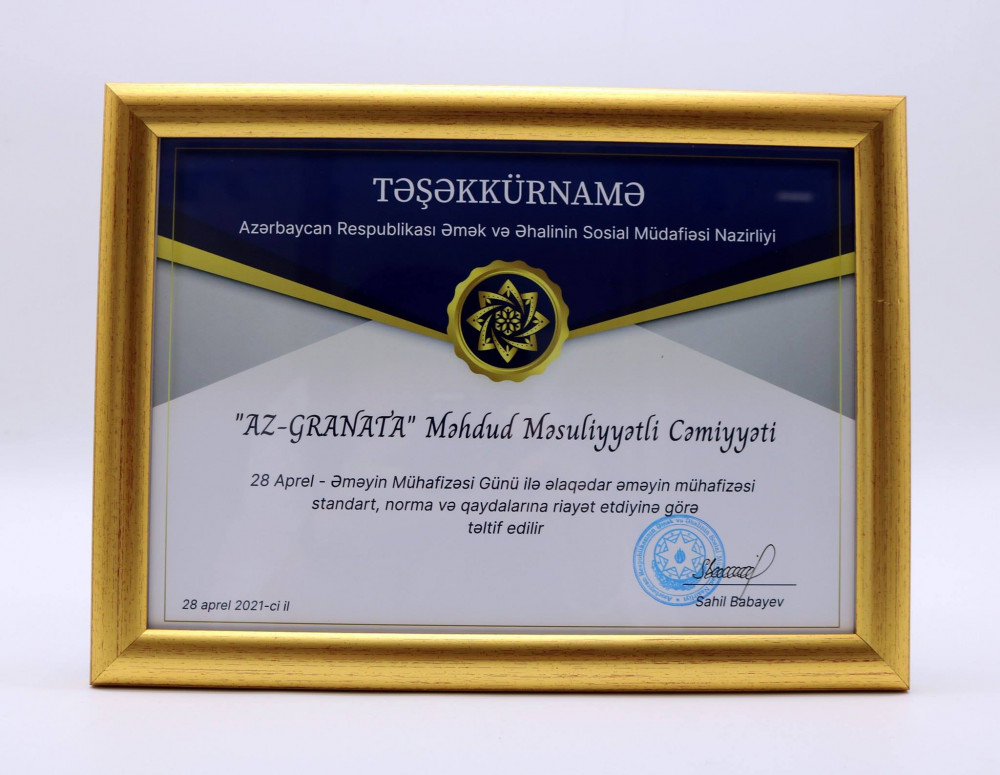 TƏŞƏKKÜRNAMƏ
Azərbaycan Respublikası Əmək və Əhalinin Sosial Müdafiəsi Nazirliyi
"AZ-GRANATA" Məhdud Məsuliyyətli Cəmiyyəti
28 Aprel - Əməyin Mühafizəsi Günü ilə əlaqədar əməyin mühafizəsi
standart, norma və qaydalarına riayət etdiyinə görə
təltif edilir
28 aprel 2021-ci il
Sahil Babayev